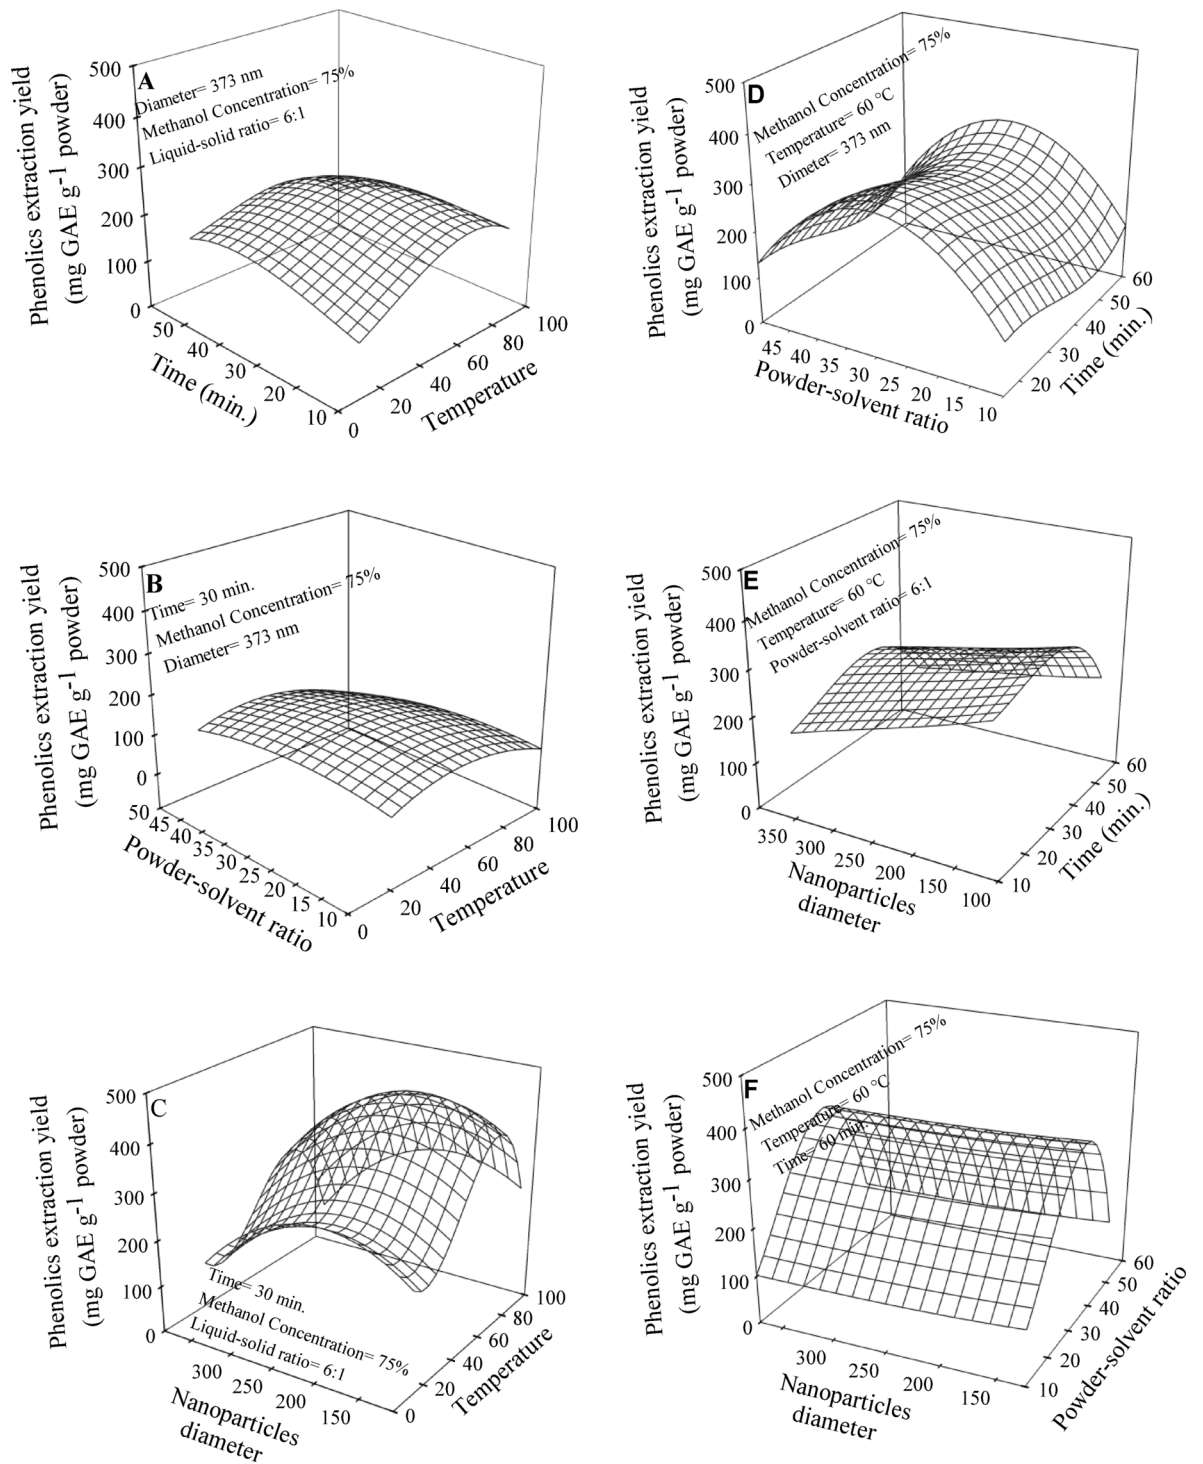 Phenolics extraction yield
(mg GAE g-1 powder)
500
400
300
200
100
0
A
Diameter= 373 nm
Methanol Concentration= 75%
Liquid-solid ratio= 6:1
50
40
30
20
10
Time (min.)
0
20
40
60
80
100
Temperature
Phenolics extraction yield
(mg GAE g-1 powder)
500
400
300
200
100
0
D
Methanol Concentration= 75%
Temperature= 60 °C
Dimeter= 373 nm
45
40
35
30
25
20
15
10
Powder-solvent ratio
20
30
40
50
60
Time (min.)
Phenolics extraction yield
(mg GAE g-1 powder)
500
400
300
200
100
0
B
Time= 30 min.
Methanol Concentration= 75%
Diameter= 373 nm
50
45
40
35
30
25
20
15
10
Powder-solvent ratio
0
20
40
60
80
100
Temperature
Phenolics extraction yield
(mg GAE g-1 powder)
500
400
300
200
100
0
E
Methanol Concentration= 75%
Temperature= 60 °C
Powder-solvent ratio= 6:1
350
300
250
200
150
100
Nanoparticles
diameter
10
20
30
40
50
60
Time (min.)
Phenolics extraction yield
(mg GAE g-1 powder)
500
400
300
200
100
0
C
Time= 30 min.
Methanol Concentration= 75%
Liquid-solid ratio= 6:1
300
250
200
150
Nanoparticles
diameter
0
20
40
60
80
100
Temperature
Phenolics extraction yield
(mg GAE g-1 powder)
500
400
300
200
100
0
F
Methanol Concentration= 75%
Temperature= 60 °C
Time= 60 min.
300
250
200
150
Nanoparticles
diameter
10
20
30
40
50
60
Powder-solvent ratio